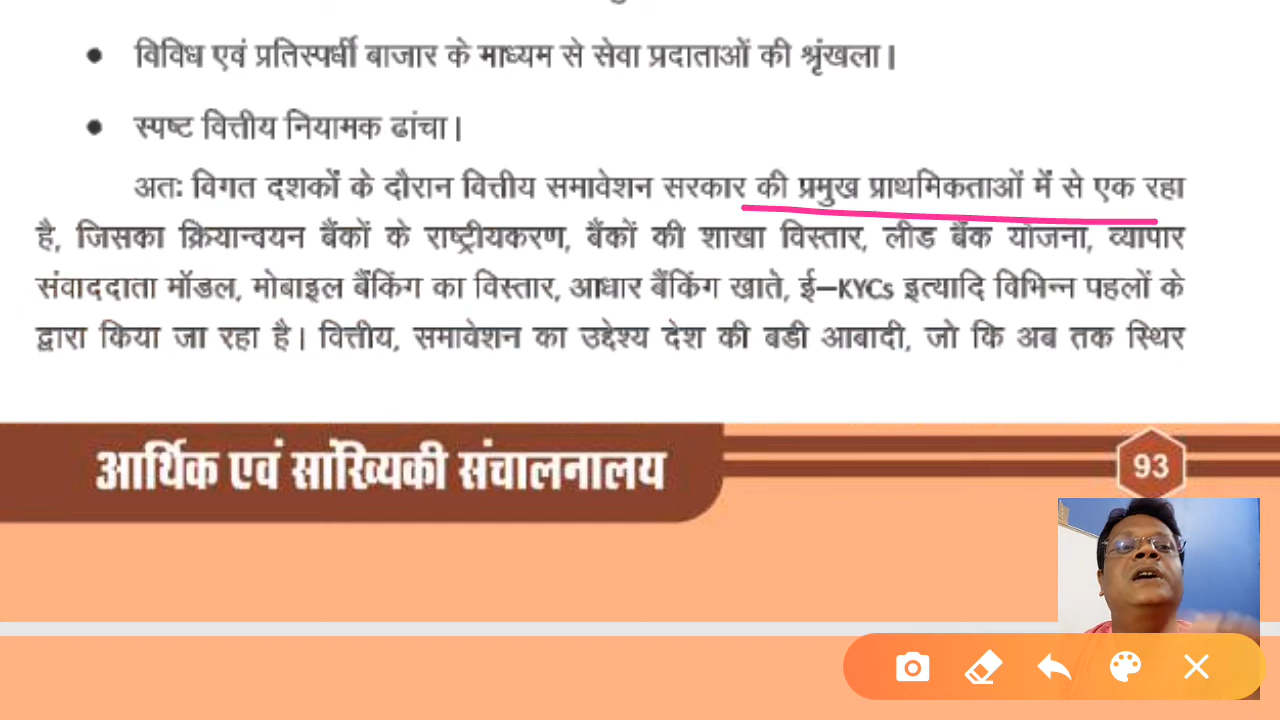 विविध एवं प्रतिस्पर्धी बाजार के माध्यम से सेवा प्रदाताओं की श्रृंखला।
स्पष्ट वित्तीय नियामक ढांचा।
अतः विगत दशकों के दौरान वित्तीय समावेशन सरकार की प्रमुख प्राथमिकताओं में से एक रहा
है, जिसका क्रियान्वयन बैंकों के राष्ट्रीयकरण, बैंकों की शाखा विस्तार, लीड बैंक योजना, व्यापार
संवाददाता मॉडल, मोबाइल बैंकिंग का विस्तार, आधार बैंकिंग खाते, ई–KYCs इत्यादि विभिन्न पहलों के
द्वारा किया जा रहा है। वित्तीय, समावेशन का उद्देश्य देश की बडी आबादी, जो कि अब तक स्थिर
आर्थिक एवं सांख्यिकी संचालनालय
93